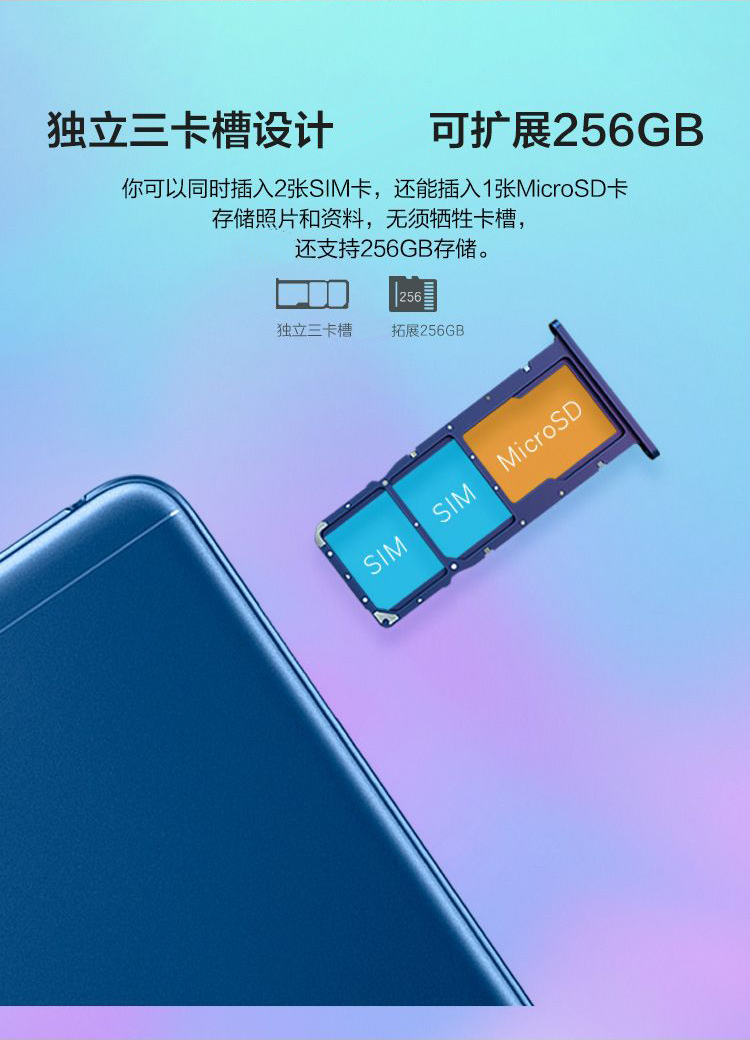 独立三卡槽设计 可扩展256GB
你可以同时插入2张SIM卡，还能插入1张MicroSD卡
存储照片和资料，无须牺牲卡槽，
还支持256GB存储。
256
独立三卡槽 拓展256GB
MicroSD
SIM
SIM